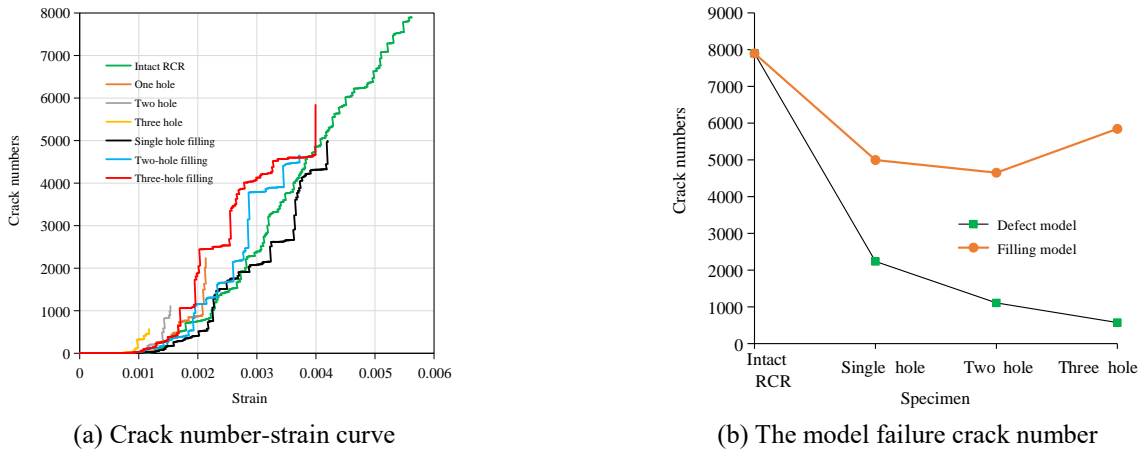 8000
7000
6000
5000
4000
3000
2000
1000
0
Crack numbers
Intact RCR
One hole
Two hole
Three hole
Single hole filling
Two-hole filling
Three-hole filling
0 0.001 0.002 0.003 0.004 0.005 0.006
Strain
(a) Crack number-strain curve
9000
8000
7000
6000
5000
4000
3000
2000
1000
0
Crack numbers
Defect model
Filling model
Intact
RCR
Single hole
Two hole
Three hole
Specimen
(b) The model failure crack number